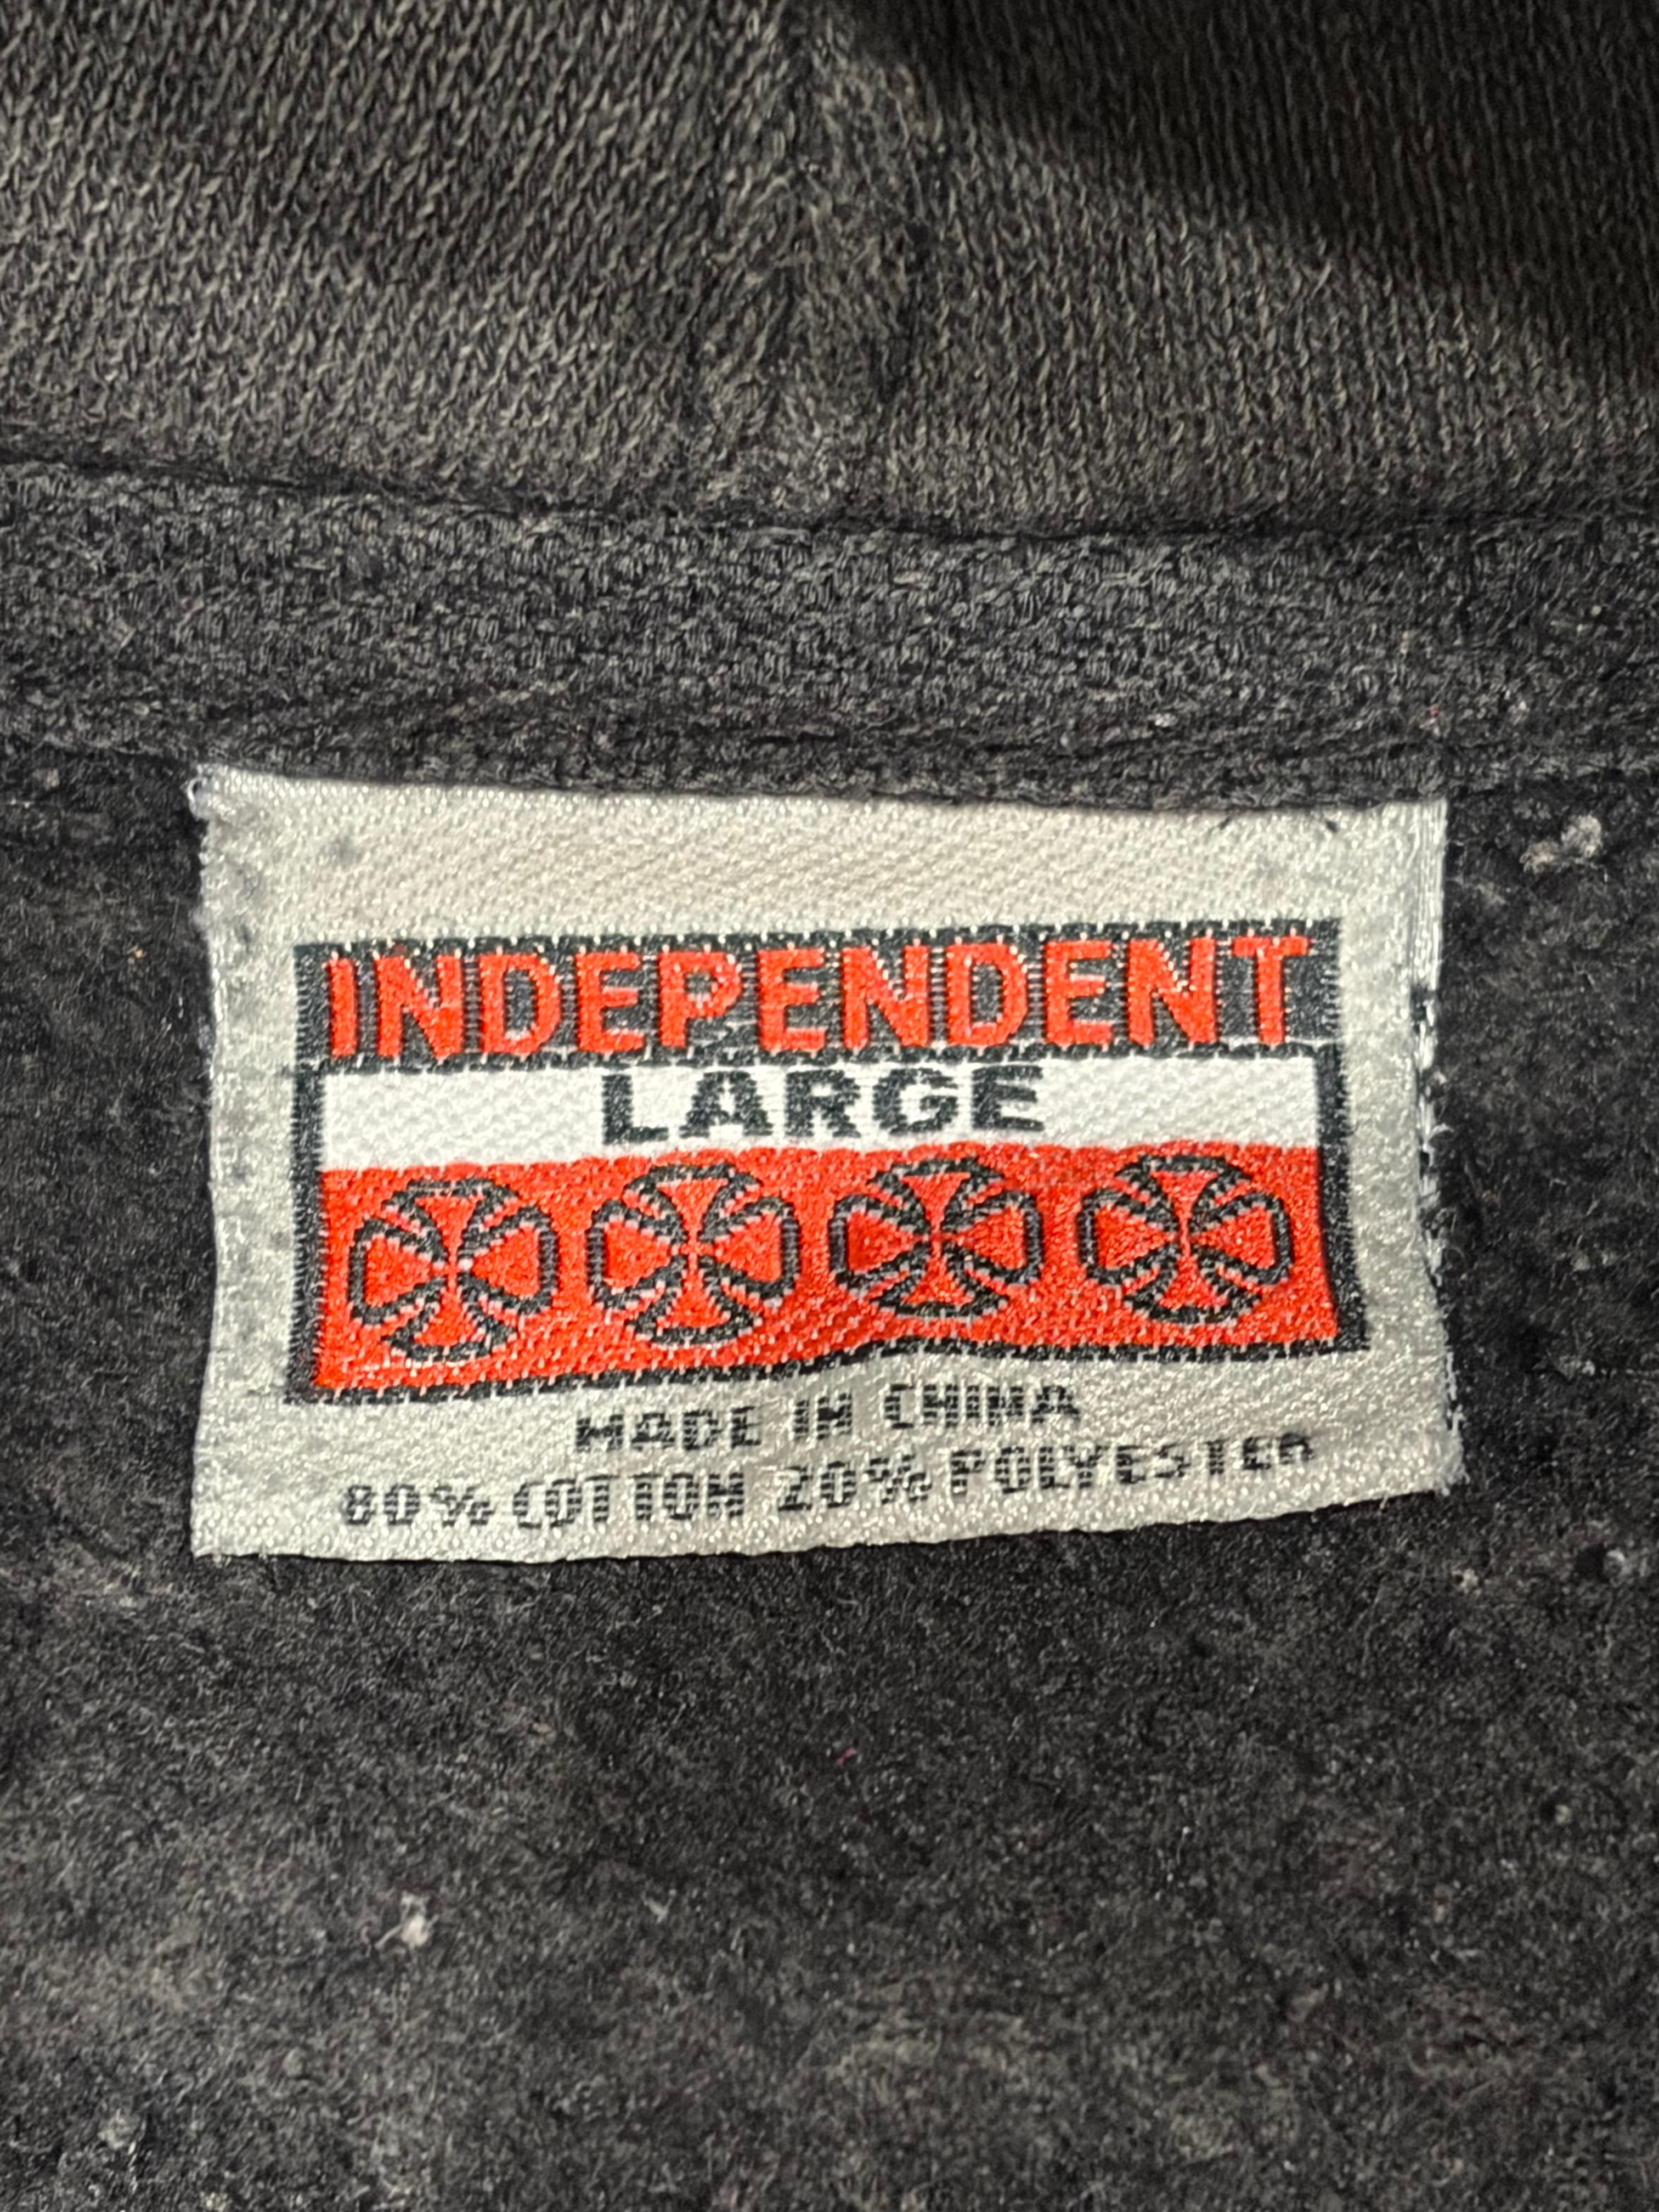 INDEPENDENT
LARGE
MADE IN CHINA
80% COTTON 20% POLYESTER